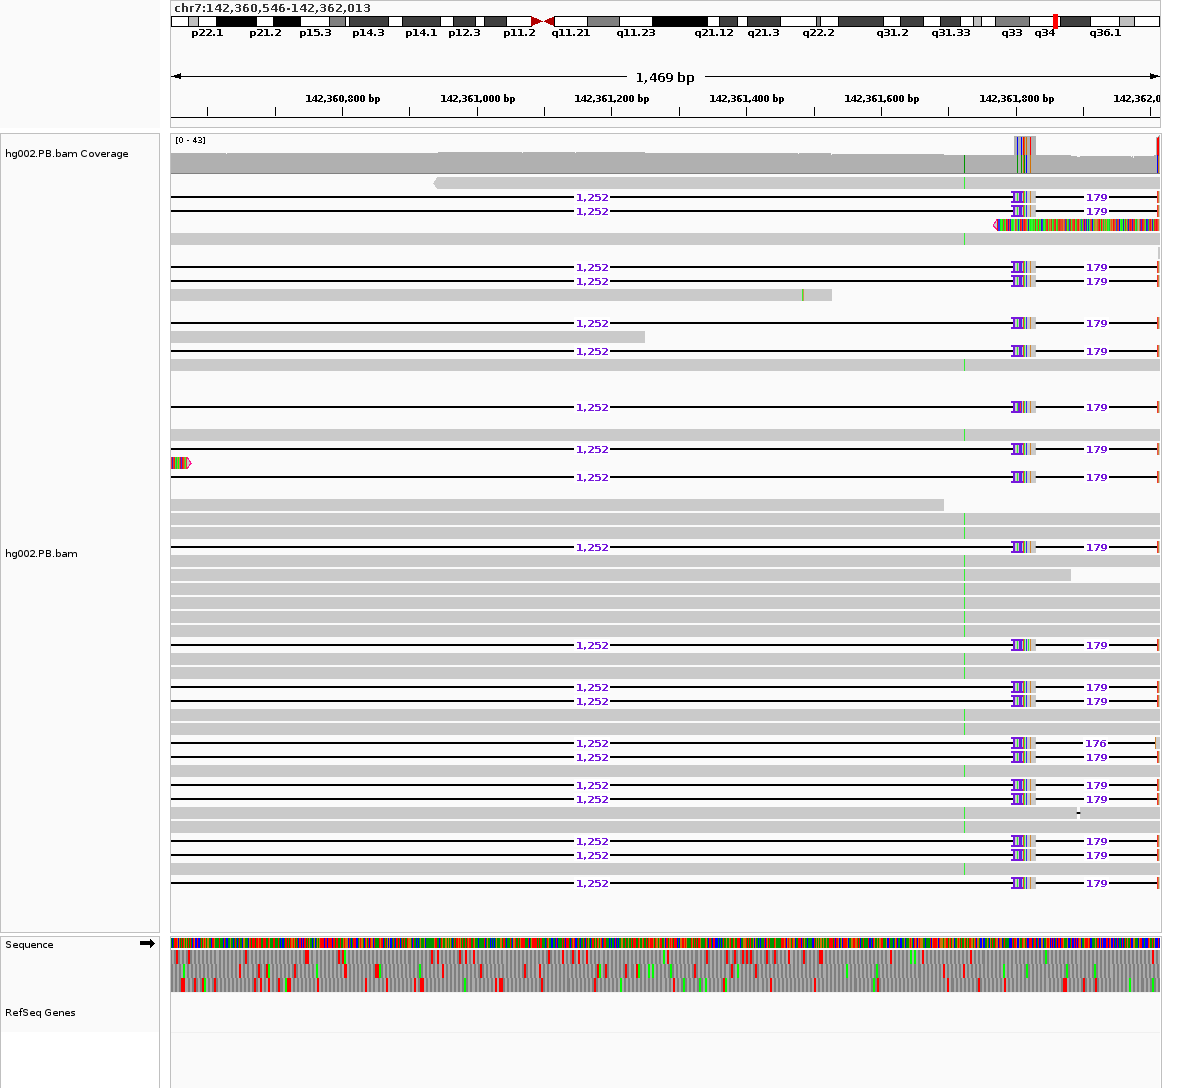 chr7:142,360,546-142,362,013
p22.1 p21.2 p15.3 p14.3 p14.1 p12.3 p11.2 q11.21 q11.23 q21.12 q21.3 q22.2 q31.2 q31.33 q33 q34 q36.1
1,469 bp
142,360,800 bp 142,361,000 bp 142,361,200 bp 142,361,400 bp 142,361,600 bp 142,361,800 bp 142,362,0
[0 - 43]
hg002.PB.bam Coverage
1,252 179
1,252 179
1,252 179
1,252 179
1,252 179
1,252 179
1,252 179
1,252 179
1,252 179
1,252 179
hg002.PB.bam
1,252 179
1,252 179
1,252 179
1,252 176
1,252 179
1,252 179
1,252 179
1,252 179
1,252 179
1,252 179
Sequence
RefSeq Genes